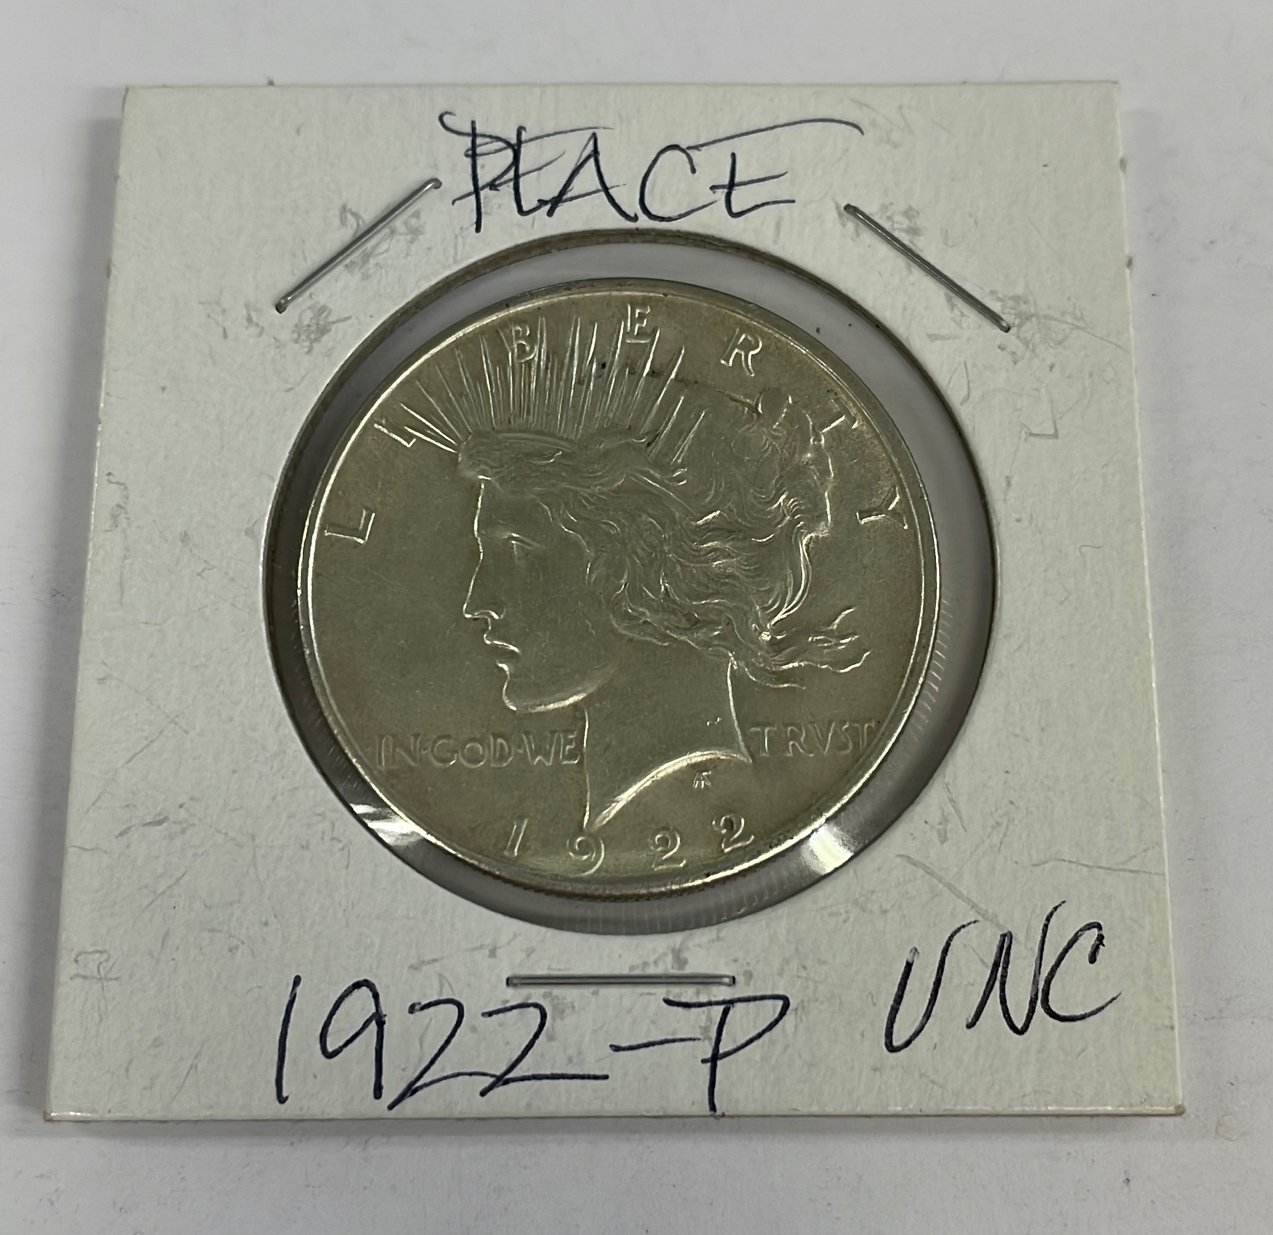 PEACE
LIBERTY
IN·GOD·WE TRVST
1922
1922-P UNC